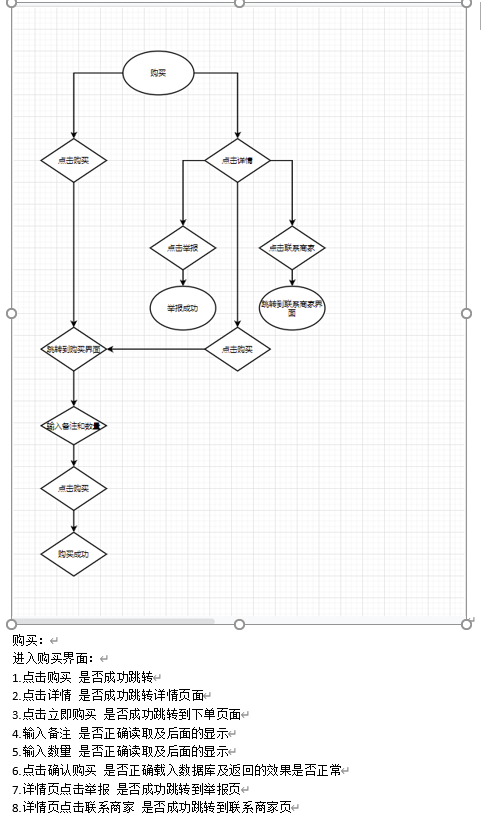 购买
点击购买
点击详情
点击举报
点击联系商家
举报成功
跳转到联系商家界
面
跳转到购买界面
点击购买
输入备注和数量
点击购买
购买成功
购买：
进入购买界面：
1.点击购买 是否成功跳转
2.点击详情 是否成功跳转详情页面
3.点击立即购买 是否成功跳转到下单页面
4.输入备注 是否正确读取及后面的显示
5.输入数量 是否正确读取及后面的显示
6.点击确认购买 是否正确载入数据库及返回的效果是否正常
7.详情页点击举报 是否成功跳转到举报页
8.详情页点击联系商家 是否成功跳转到联系商家页